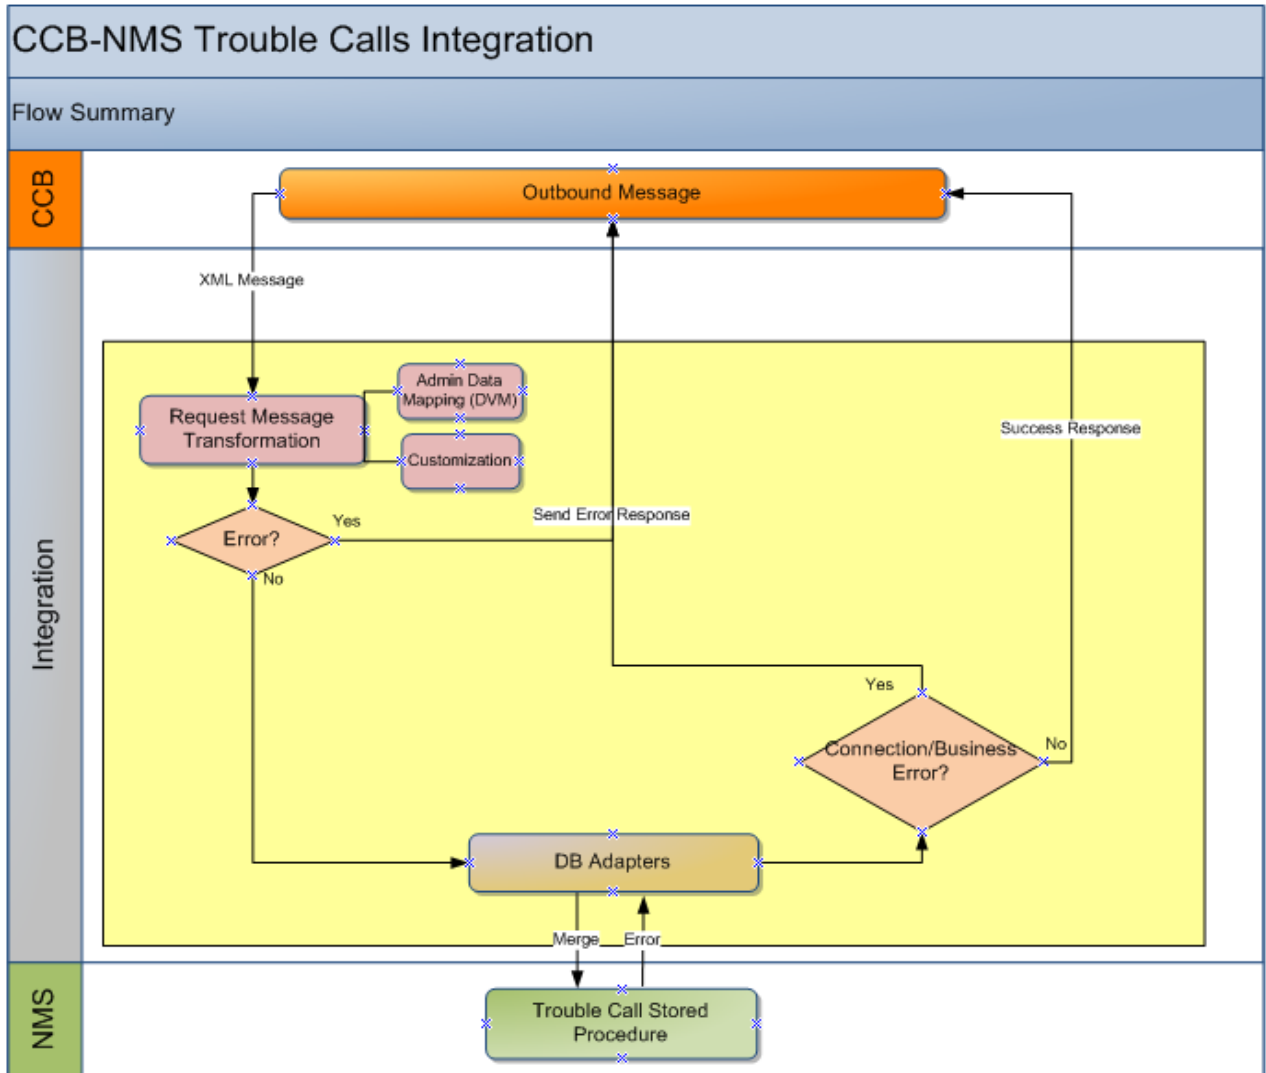 CCB-NMS Trouble Calls Integration
Flow Summary
CCB
Outbound Message
XML Message
Admin Data
Mapping (DVM)
Request Message
Transformation
Customization
Success Response
Send Error Response
Yes
Error?
No
Integration
Yes
Connection/Business
Error?
No
DB Adapters
Merge
Error
NMS
Trouble Call Stored
Procedure